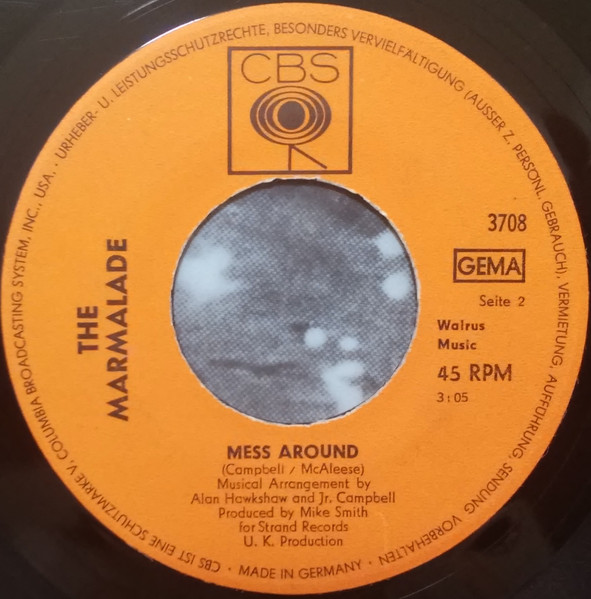 URHEBER- U. LEISTUNGSSCHUTZRECHTE, BESONDERS VERVIELFÄLTIGUNG (AUSSER Z. PERSONL. GEBRAUCH), VERMIETUNG, AUFFÜHRUNG, SENDUNG VORBEHALTEN · MADE IN GERMANY · CBS IST EINE SCHUTZMARKE V. COLUMBIA BROADCASTING SYSTEM, INC., USA. ·
CBS
3708
GEMA
Seite 2
Walrus
Music
45 RPM
3:05
THE
MARMALADE
MESS AROUND
(Campbell / McAleese)
Musical Arrangement by
Alan Hawkshaw and Jr. Campbell
Produced by Mike Smith
for Strand Records
U. K. Production